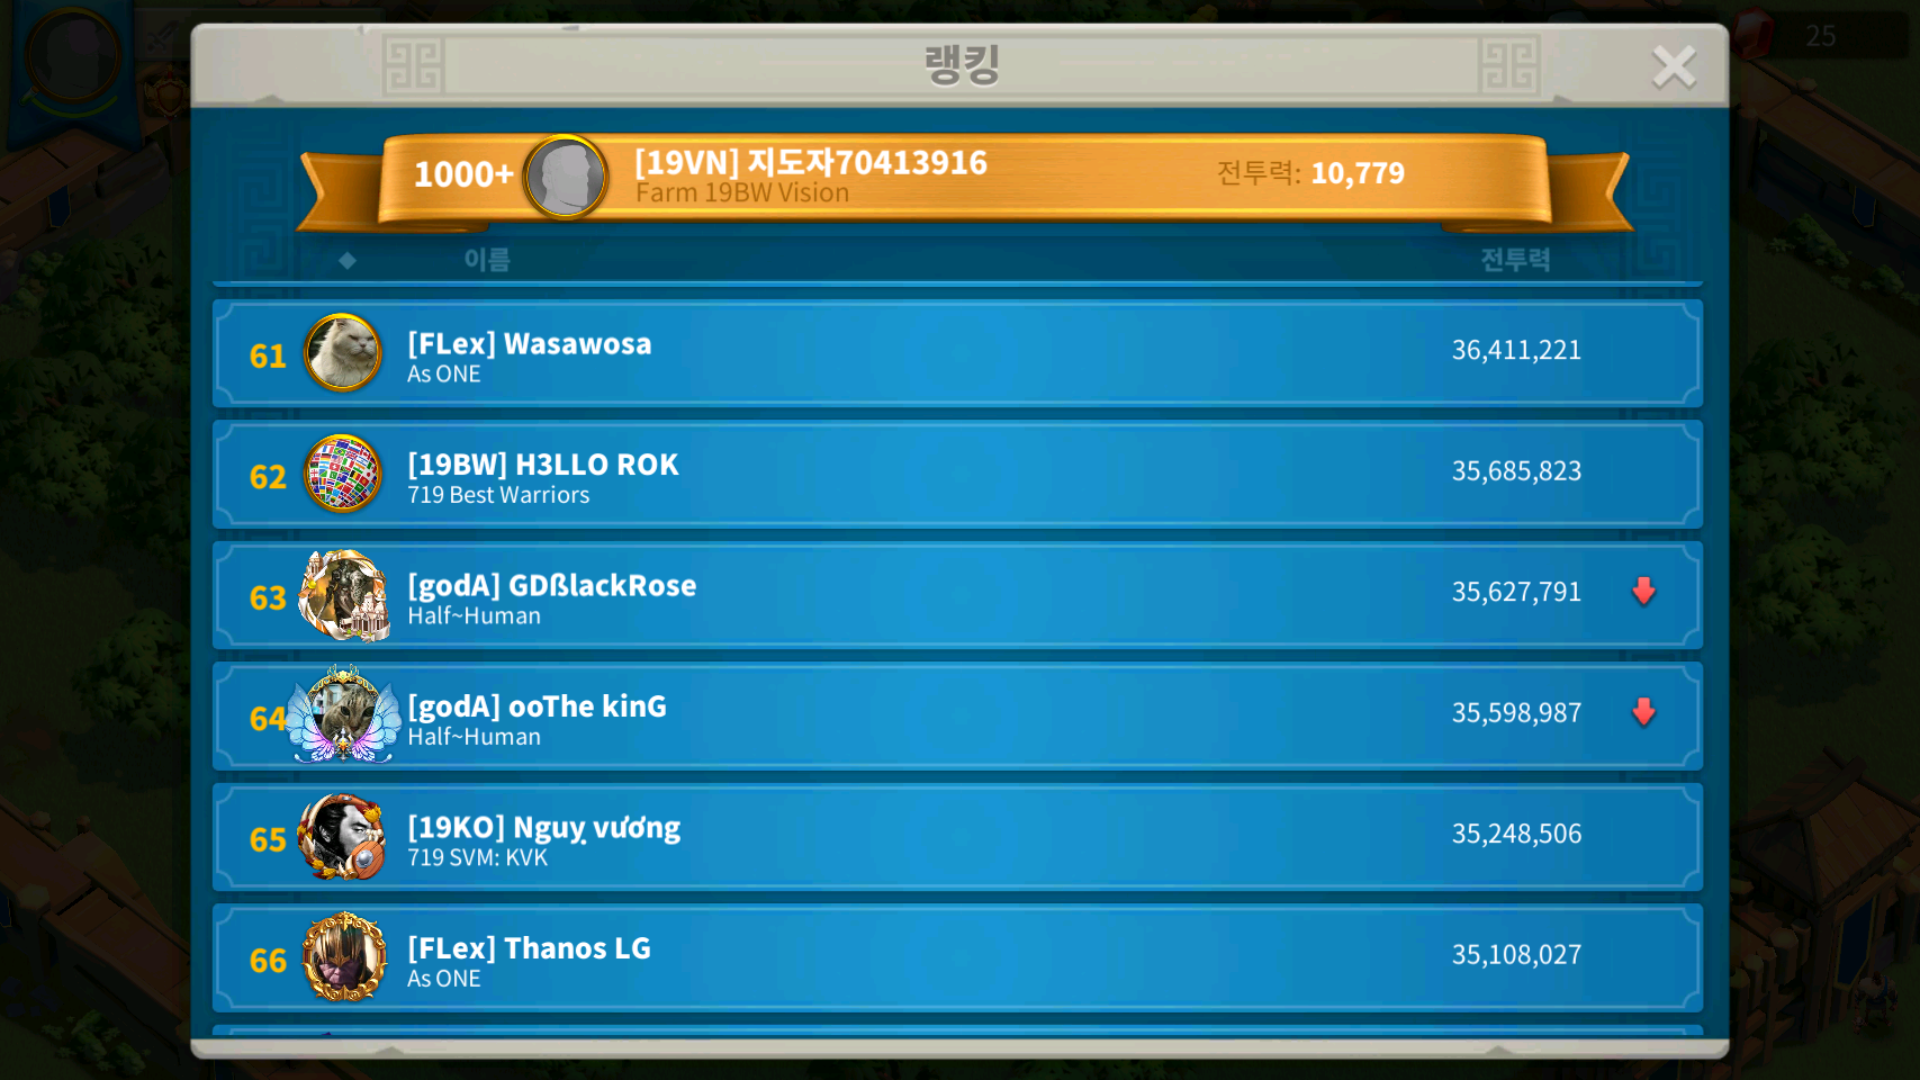 25
랭킹
1000+
[19VN] 지도자70413916
Farm 19BW Vision
전투력: 10,779
이름 전투력
61 [FLex] Wasawosa 36,411,221
As ONE
62 [19BW] H3LLO ROK 35,685,823
719 Best Warriors
63 [godA] GDßlackRose 35,627,791
Half~Human
64 [godA] ooThe kinG 35,598,987
Half~Human
65 [19KO] Nguỵ vương 35,248,506
719 SVM: KVK
66 [FLex] Thanos LG 35,108,027
As ONE